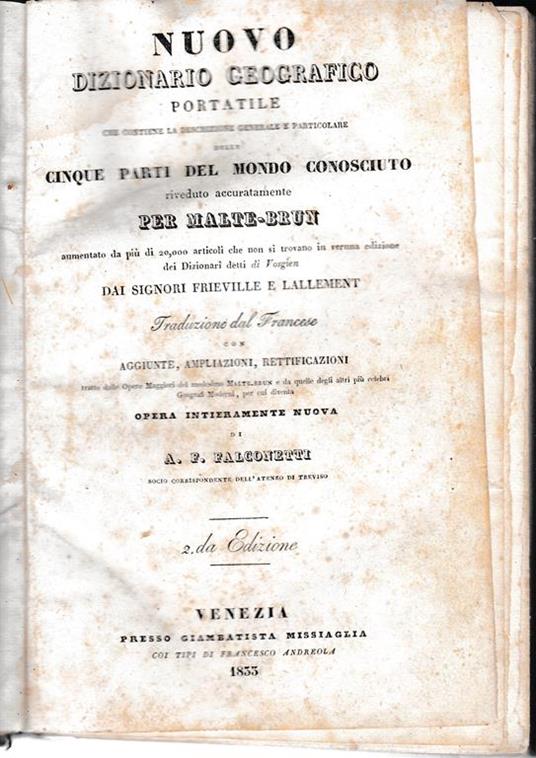 NUOVO
DIZIONARIO GEOGRAFICO
PORTATILE
CHE CONTIENE LA DESCRIZIONE GENERALE E PARTICOLARE
DELLE
CINQUE PARTI DEL MONDO CONOSCIUTO
riveduto accuratamente
PER MALTE-BRUN
aumentato da più di 20,000 articoli che non si trovano in veruna edizione
dei Dizionari detti di Vosgien
DAI SIGNORI FRIEVILLE E LALLEMENT
Traduzione dal Francese
CON
AGGIUNTE, AMPLIAZIONI, RETTIFICAZIONI
tratte dalle Opere Maggiori del medesimo MALTE-BRUN e da quelle degli altri più celebri
Geografi Moderni, per cui diventa
OPERA INTIERAMENTE NUOVA
DI
A. F. FALCONETTI
SOCIO CORRISPONDENTE DELL'ATENEO DI TREVISO
2.da Edizione
VENEZIA
PRESSO GIAMBATISTA MISSIAGLIA
COI TIPI DI FRANCESCO ANDREOLA
1833